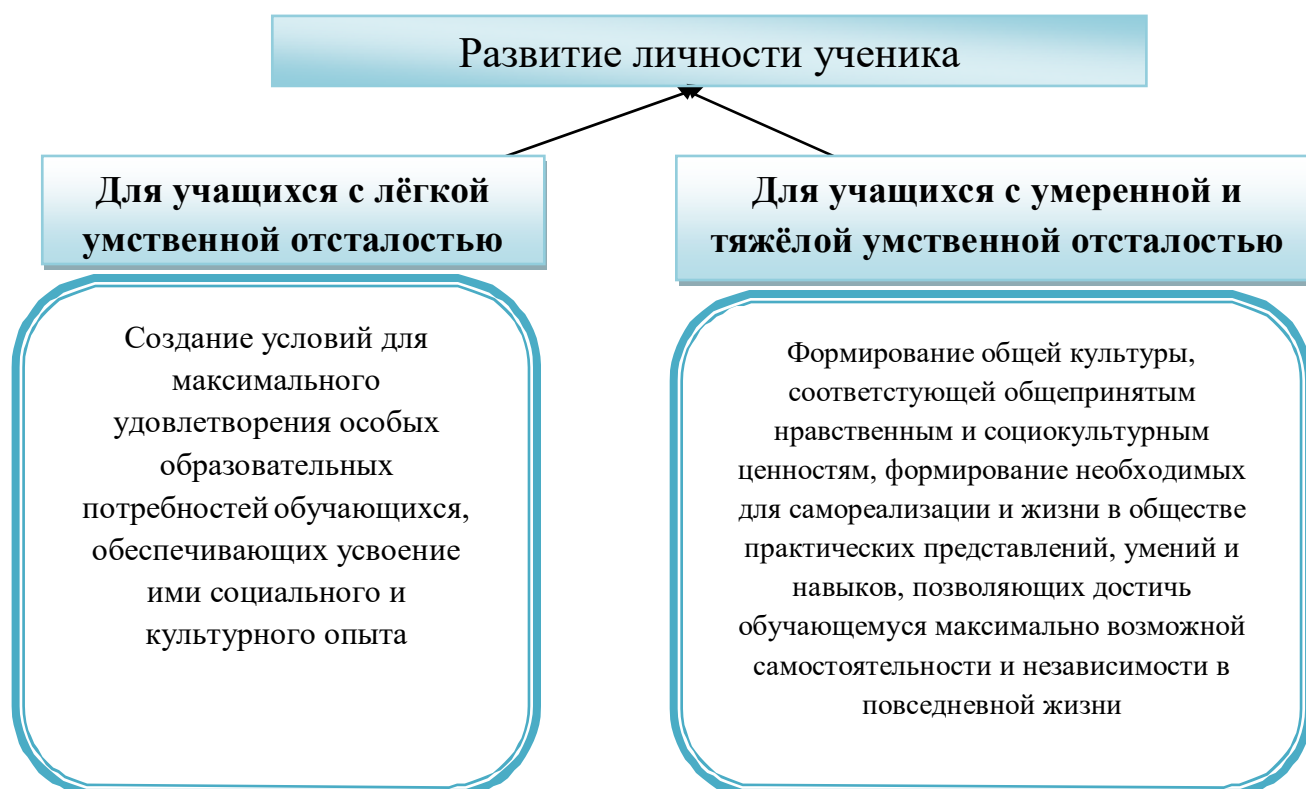 Развитие личности ученика
Для учащихся с лёгкой
умственной отсталостью
Создание условий для
максимального
удовлетворения особых
образовательных
потребностей обучающихся,
обеспечивающих усвоение
ими социального и
культурного опыта
Для учащихся с умеренной и
тяжёлой умственной отсталостью
Формирование общей культуры,
соответстующей общепринятым
нравственным и социокультурным
ценностям, формирование необходимых
для самореализации и жизни в обществе
практических представлений, умений и
навыков, позволяющих достичь
обучающемуся максимально возможной
самостоятельности и независимости в
повседневной жизни